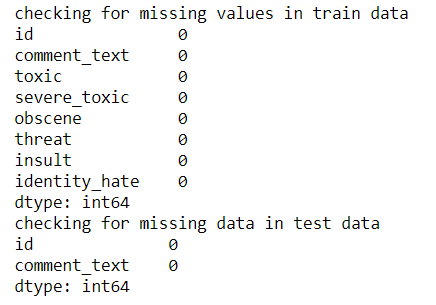 checking for missing values in train data
id               0
comment_text     0
toxic            0
severe_toxic     0
obscene          0
threat           0
insult           0
identity_hate    0
dtype: int64
checking for missing data in test data
id              0
comment_text    0
dtype: int64